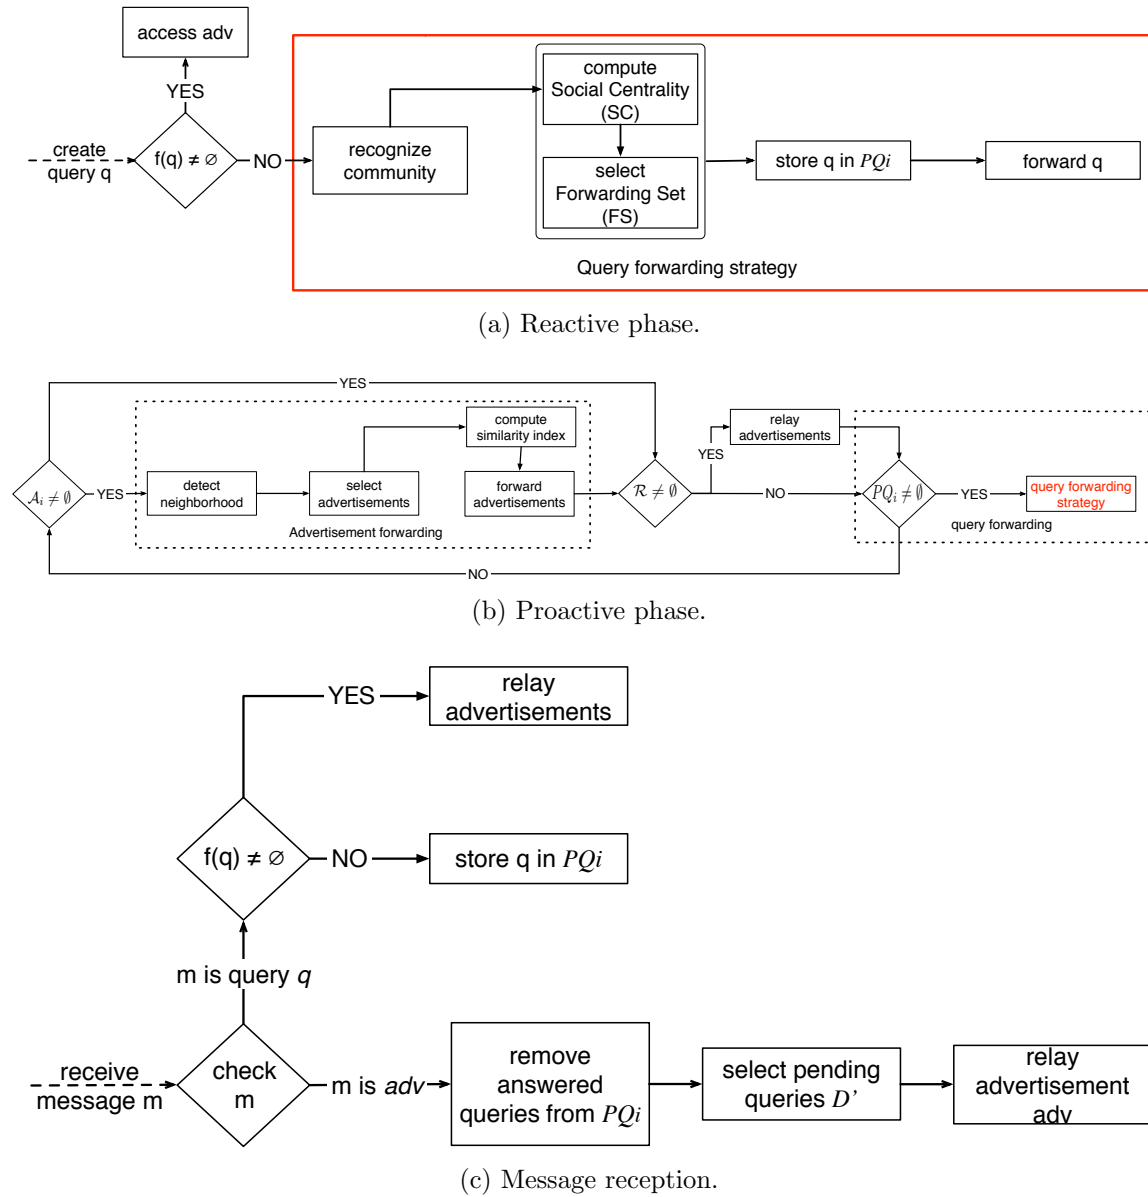 access adv
YES
create
query q
f(q) ≠ ∅
NO
recognize
community
compute
Social Centrality
(SC)
select
Forwarding Set
(FS)
store q in PQi
forward q
Query forwarding strategy
(a) Reactive phase.
YES
compute
similarity index
relay
advertisements
YES
𝒜ᵢ ≠ ∅
YES
detect
neighborhood
select
advertisements
forward
advertisements
ℛ ≠ ∅
NO
PQᵢ ≠ ∅
YES
query forwarding
strategy
Advertisement forwarding
query forwarding
NO
(b) Proactive phase.
YES
relay
advertisements
f(q) ≠ ∅
NO
store q in PQi
m is query q
receive
message m
check
m
m is adv
remove
answered
queries from PQi
select pending
queries D'
relay
advertisement
adv
(c) Message reception.